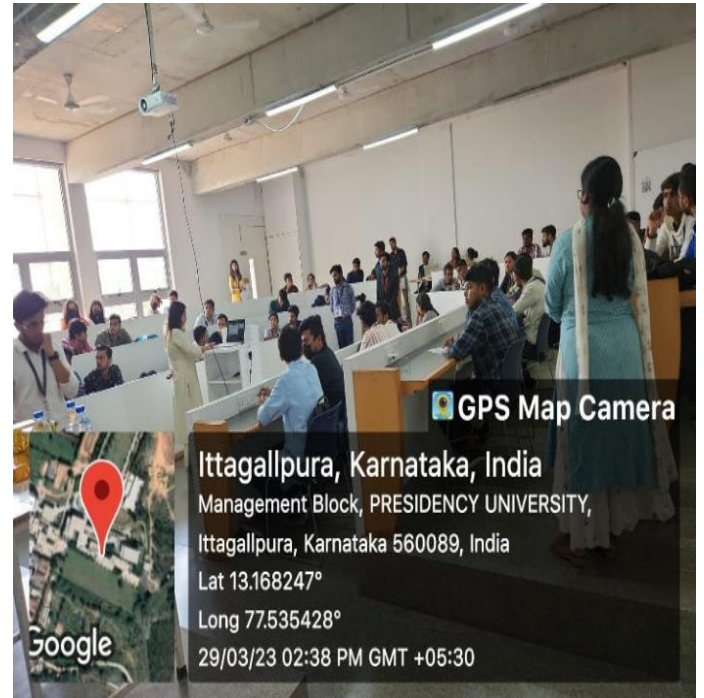 GPS Map Camera
Ittagallpura, Karnataka, India
Management Block, PRESIDENCY UNIVERSITY,
Ittagallpura, Karnataka 560089, India
Lat 13.168247°
Long 77.535428°
29/03/23 02:38 PM GMT +05:30
Google